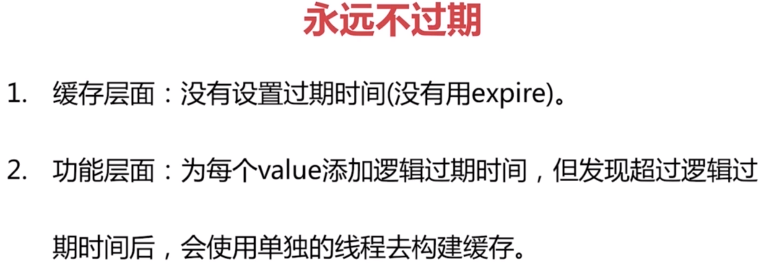 永远不过期
1. 缓存层面：没有设置过期时间(没有用expire)。
2. 功能层面：为每个value添加逻辑过期时间，但发现超过逻辑过
期时间后，会使用单独的线程去构建缓存。